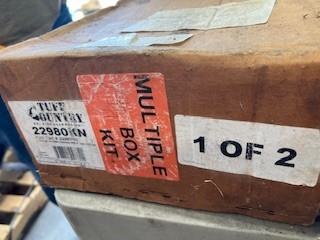 TUFF
COUNTRY
22980KN
MULTIPLE
BOX
KIT
1 OF 2